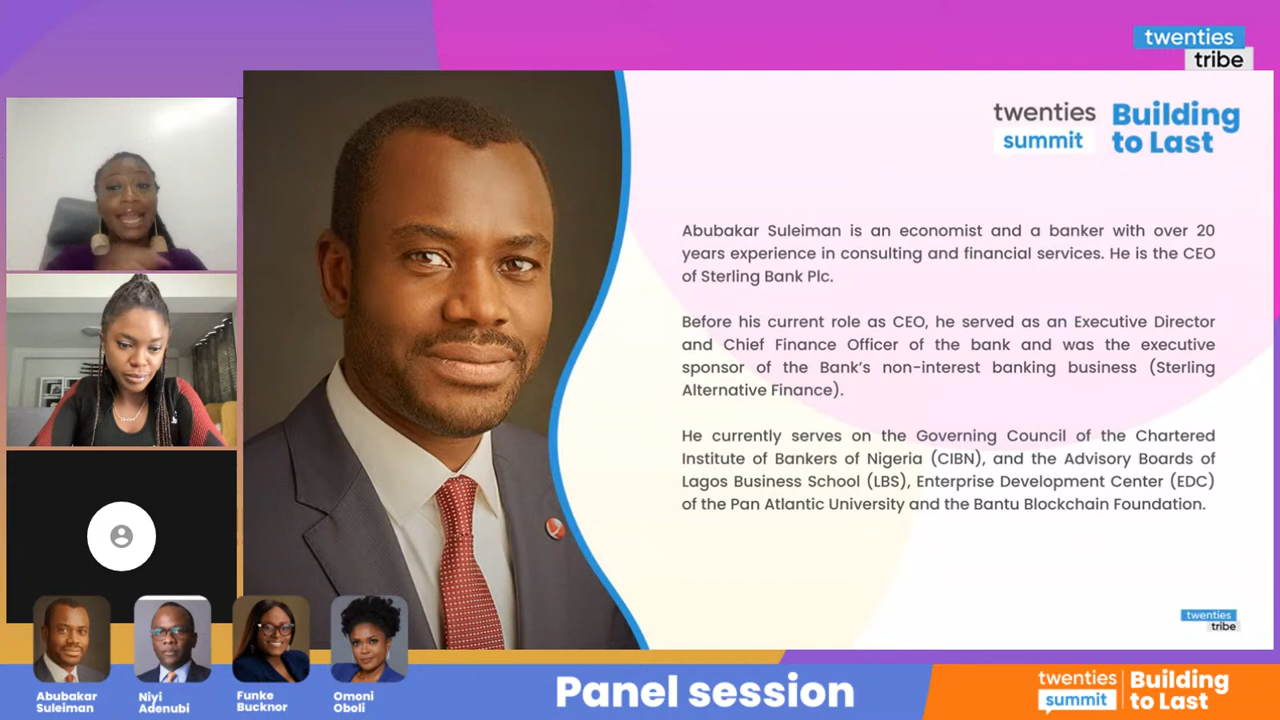 twenties
tribe
twenties
summit
Building
to Last
Abubakar Suleiman is an economist and a banker with over 20
years experience in consulting and financial services. He is the CEO
of Sterling Bank Plc.
Before his current role as CEO, he served as an Executive Director
and Chief Finance Officer of the bank and was the executive
sponsor of the Bank's non-interest banking business (Sterling
Alternative Finance).
He currently serves on the Governing Council of the Chartered
Institute of Bankers of Nigeria (CIBN), and the Advisory Boards of
Lagos Business School (LBS), Enterprise Development Center (EDC)
of the Pan Atlantic University and the Bantu Blockchain Foundation.
twenties
tribe
Abubakar
Suleiman
Niyi
Adenubi
Funke
Bucknor
Omoni
Oboli
Panel session
twenties
summit
Building
to Last